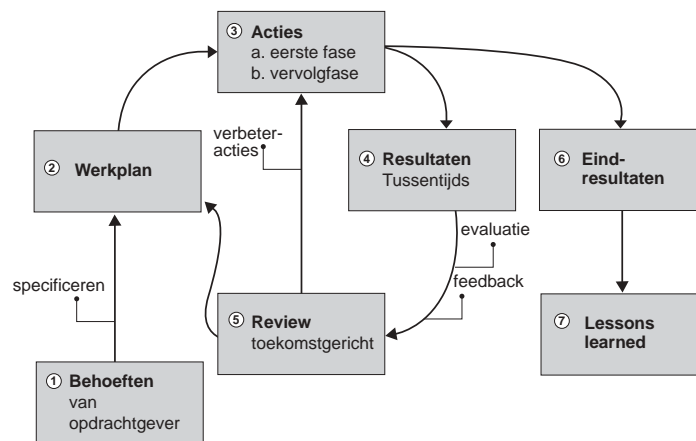 ③ Acties
a. eerste fase
b. vervolgfase
verbeter-
acties
② Werkplan
④ Resultaten
Tussentijds
⑥ Eind-
resultaten
evaluatie
feedback
specificeren
⑤ Review
toekomstgericht
⑦ Lessons
learned
① Behoeften
van
opdrachtgever